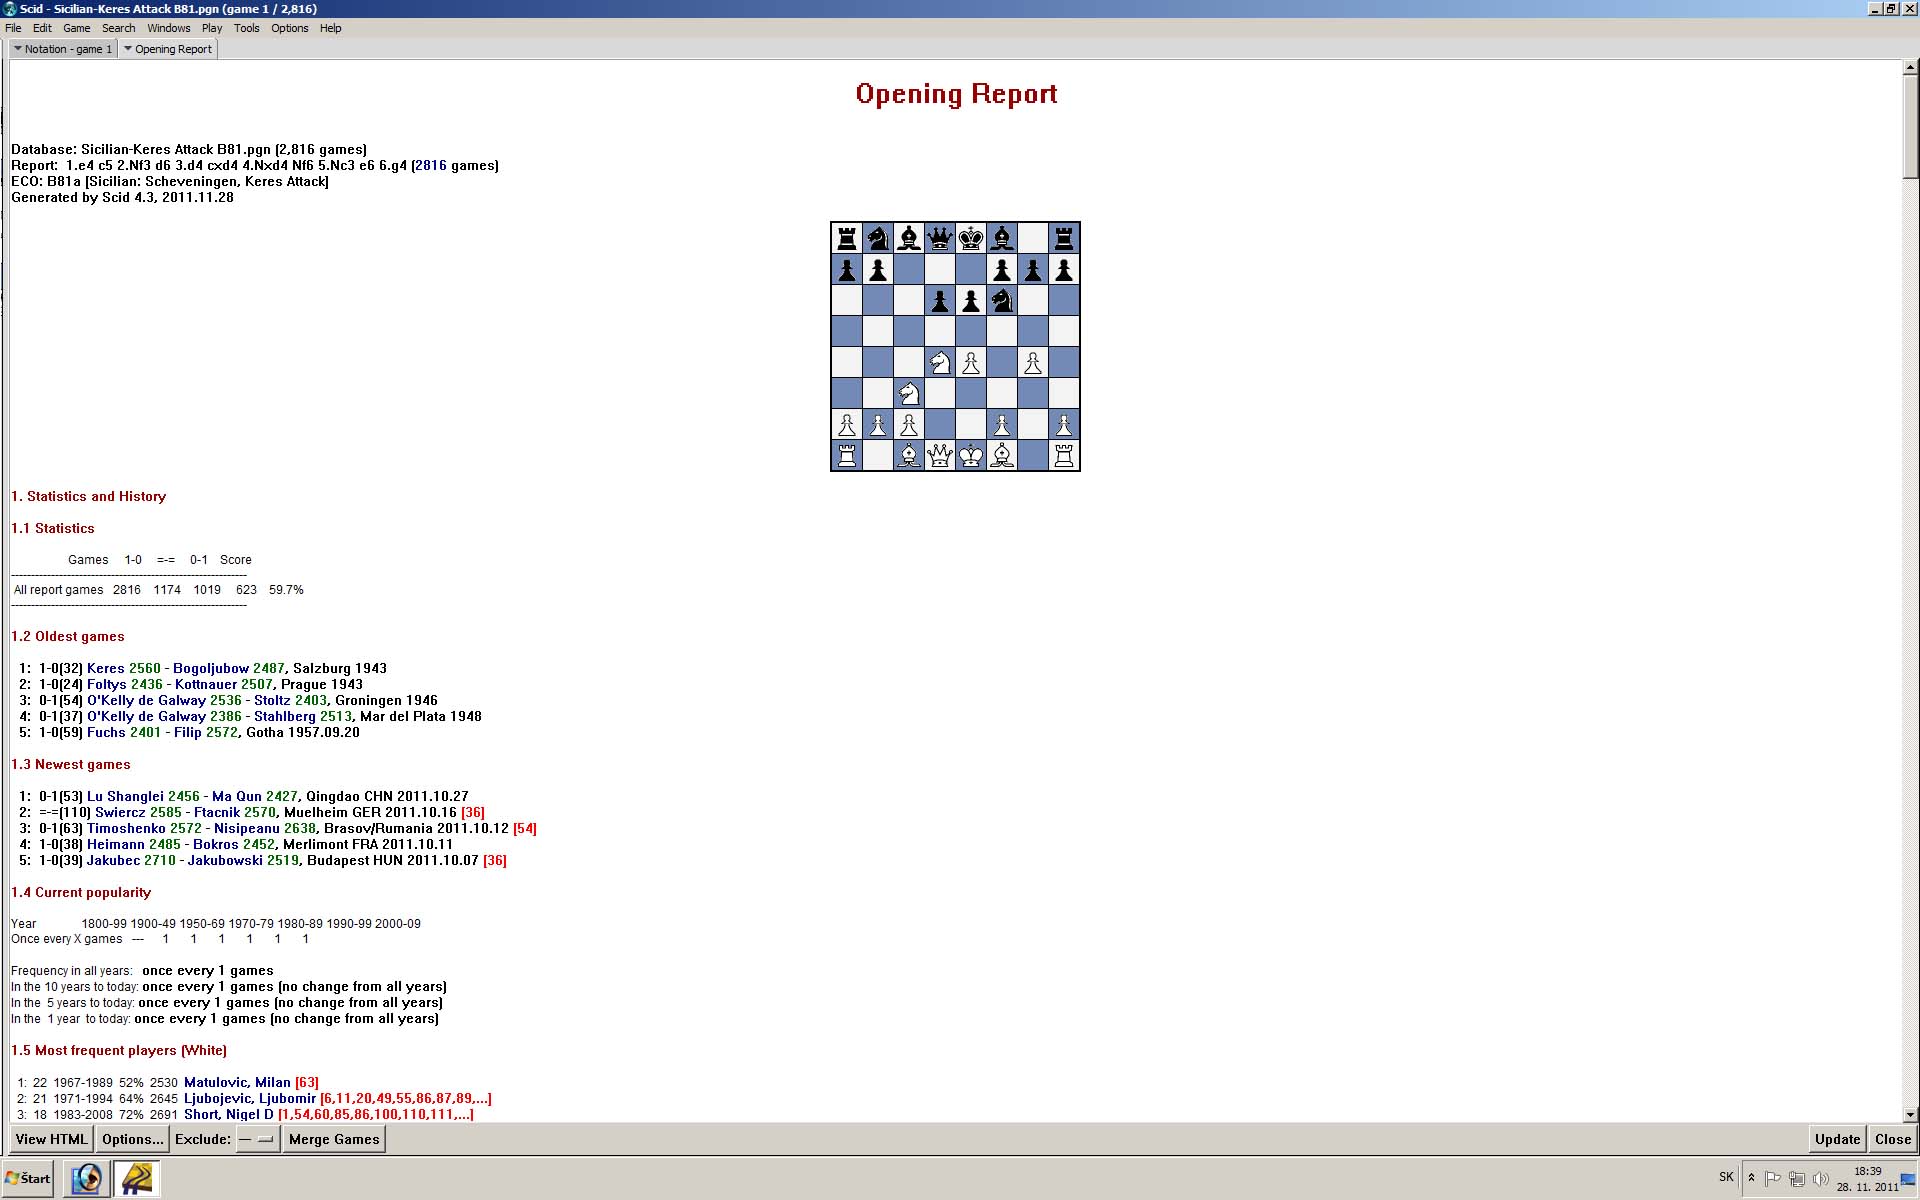 Scid - Sicilian-Keres Attack B81.pgn (game 1 / 2,816)
File Edit Game Search Windows Play Tools Options Help
Notation - game 1 Opening Report
Opening Report
Database: Sicilian-Keres Attack B81.pgn (2,816 games)
Report: 1.e4 c5 2.Nf3 d6 3.d4 cxd4 4.Nxd4 Nf6 5.Nc3 e6 6.g4 (2816 games)
ECO: B81a [Sicilian: Scheveningen, Keres Attack]
Generated by Scid 4.3, 2011.11.28
1. Statistics and History
1.1 Statistics
Games 1-0 =-= 0-1 Score
------------------------------------------------------------
All report games 2816 1174 1019 623 59.7%
------------------------------------------------------------
1.2 Oldest games
1: 1-0(32) Keres 2560 - Bogoljubow 2487, Salzburg 1943
2: 1-0(24) Foltys 2436 - Kottnauer 2507, Prague 1943
3: 0-1(54) O'Kelly de Galway 2536 - Stoltz 2403, Groningen 1946
4: 0-1(37) O'Kelly de Galway 2386 - Stahlberg 2513, Mar del Plata 1948
5: 1-0(59) Fuchs 2401 - Filip 2572, Gotha 1957.09.20
1.3 Newest games
1: 0-1(53) Lu Shanglei 2456 - Ma Qun 2427, Qingdao CHN 2011.10.27
2: =-=(110) Swiercz 2585 - Ftacnik 2570, Muelheim GER 2011.10.16 [36]
3: 0-1(63) Timoshenko 2572 - Nisipeanu 2638, Brasov/Rumania 2011.10.12 [54]
4: 1-0(38) Heimann 2485 - Bokros 2452, Merlimont FRA 2011.10.11
5: 1-0(39) Jakubec 2710 - Jakubowski 2519, Budapest HUN 2011.10.07 [36]
1.4 Current popularity
Year 1800-99 1900-49 1950-69 1970-79 1980-89 1990-99 2000-09
Once every X games --- 1 1 1 1 1 1
Frequency in all years: once every 1 games
In the 10 years to today: once every 1 games (no change from all years)
In the 5 years to today: once every 1 games (no change from all years)
In the 1 year to today: once every 1 games (no change from all years)
1.5 Most frequent players (White)
1: 22 1967-1989 52% 2530 Matulovic, Milan [63]
2: 21 1971-1994 64% 2645 Ljubojevic, Ljubomir [6,11,20,49,55,86,87,89,...]
3: 18 1983-2008 72% 2691 Short, Nigel D [1,54,60,85,86,100,110,111,...]
View HTML Options... Exclude: — Merge Games Update Close
Štart SK 18:39
28. 11. 2011